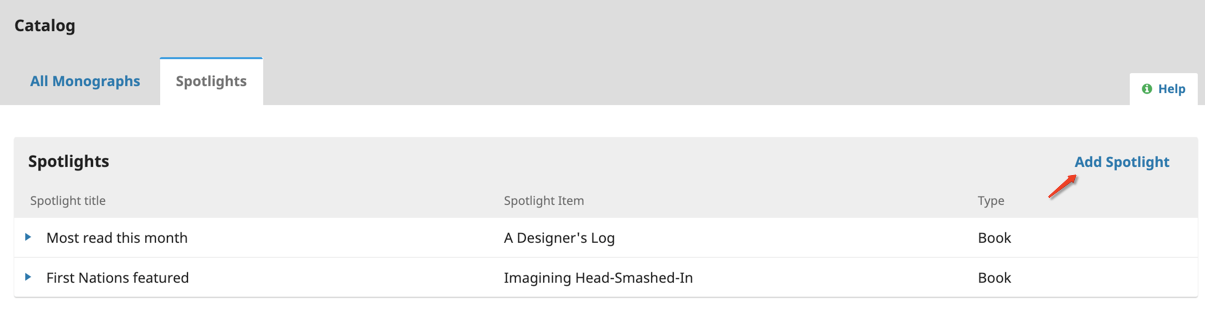 Catalog
All Monographs Spotlights
Help
Spotlights Add Spotlight
Spotlight title Spotlight Item Type
Most read this month A Designer's Log Book
First Nations featured Imagining Head-Smashed-In Book